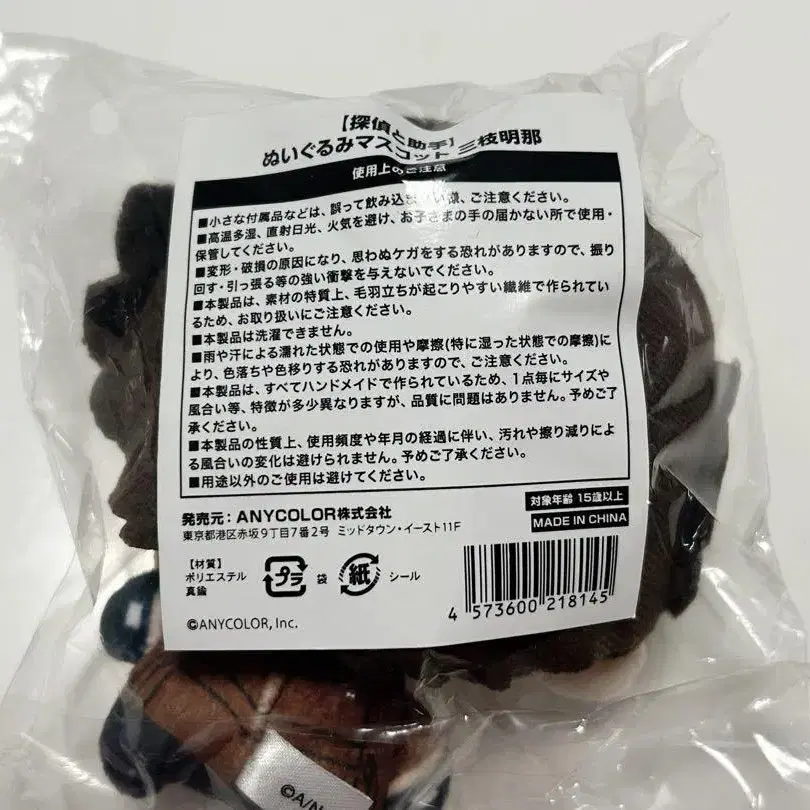 【探偵と助手】
ぬいぐるみマスコット 三枝明那
使用上のご注意
■小さな付属品などは、誤って飲み込まない様、ご注意ください。
■高温多湿、直射日光、火気を避け、お子さまの手の届かない所で使用・
保管してください。
■変形・破損の原因になり、思わぬケガをする恐れがありますので、振り
回す・引っ張る等の強い衝撃を与えないでください。
■本製品は、素材の特質上、毛羽立ちが起こりやすい繊維で作られてい
るため、お取り扱いにご注意ください。
■本製品は洗濯できません。
■雨や汗による濡れた状態での使用や摩擦(特に湿った状態での摩擦)に
より、色落ちや色移りする恐れがありますので、ご注意ください。
■本製品は、すべてハンドメイドで作られているため、1点毎にサイズや
風合い等、特徴が多少異なりますが、品質に問題はありません。予めご了
承ください。
■本製品の性質上、使用頻度や年月の経過に伴い、汚れや擦り減りによ
る風合いの変化は避けられません。予めご了承ください。
■用途以外のご使用は避けてください。
対象年齢 15歳以上
発売元：ANYCOLOR株式会社
MADE IN CHINA
東京都港区赤坂9丁目7番2号 ミッドタウン・イースト11F
【材質】
ポリエステル
真鍮
プラ 袋 紙 シール
4 573600 218145
©ANYCOLOR, Inc.
©A/N